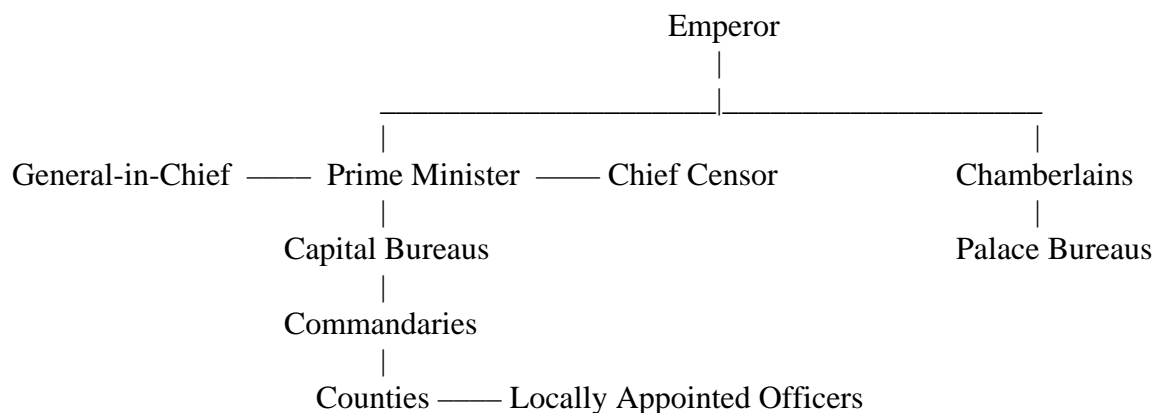 Emperor
General-in-Chief Prime Minister Chief Censor Chamberlains
Capital Bureaus Palace Bureaus
Commandaries
Counties Locally Appointed Officers